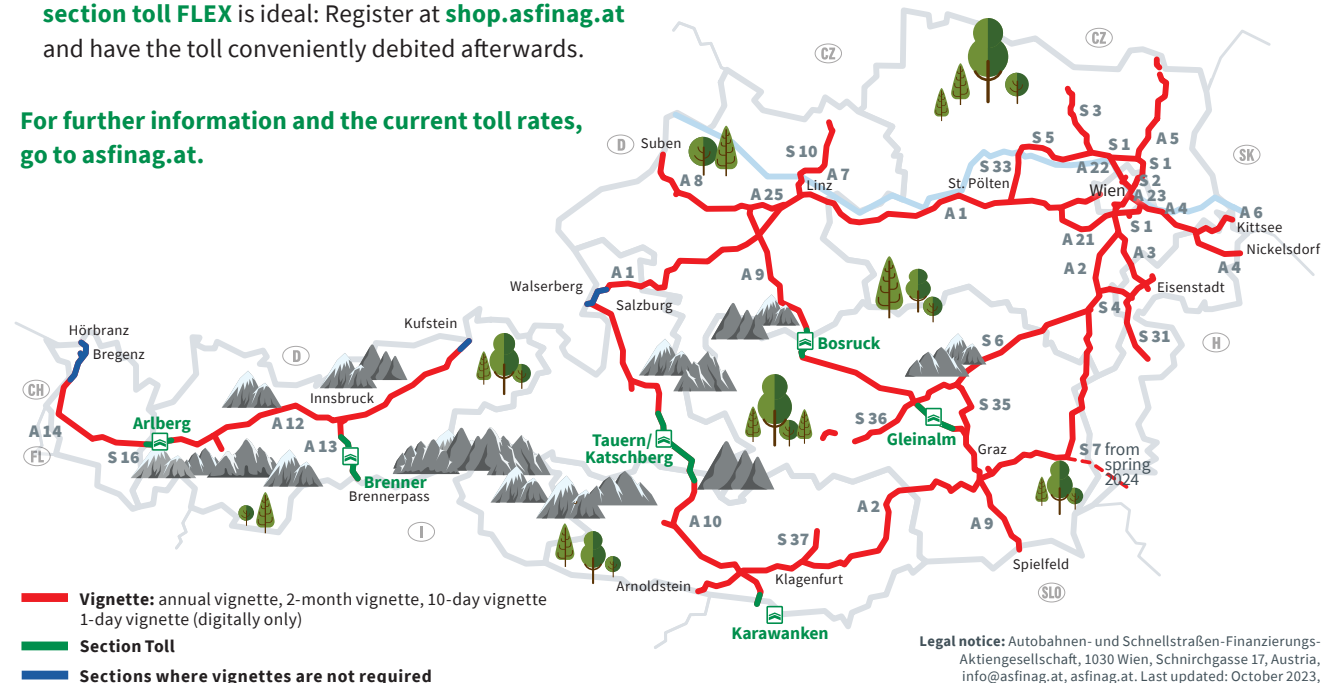 section toll FLEX is ideal: Register at shop.asfinag.at
and have the toll conveniently debited afterwards.
For further information and the current toll rates,
go to asfinag.at.
CZ
CZ
S 3
D
Suben
S 10
S 5
S 1
A 5
SK
A 8
A 7
Linz
S 33
A 22
S 1
A 25
St. Pölten
Wien
S 2
A 23
A 1
A 4
A 6
Kittsee
A 21
S 1
A 3
Nickelsdorf
A 1
A 9
A 2
A 4
Walserberg
Salzburg
Eisenstadt
S 4
Hörbranz
Kufstein
Bregenz
D
Bosruck
S 6
S 31
H
CH
Innsbruck
Arlberg
A 12
S 36
S 35
A 14
FL
S 16
A 13
Tauern/
Katschberg
Gleinalm
Graz
S 7 from
spring
2024
Brenner
Brennerpass
I
A 10
A 2
A 9
S 37
Spielfeld
Arnoldstein
Klagenfurt
SLO
Karawanken
Vignette: annual vignette, 2-month vignette, 10-day vignette
1-day vignette (digitally only)
Section Toll
Sections where vignettes are not required
Legal notice: Autobahnen- und Schnellstraßen-Finanzierungs-
Aktiengesellschaft, 1030 Wien, Schnirchgasse 17, Austria,
info@asfinag.at, asfinag.at. Last updated: October 2023,